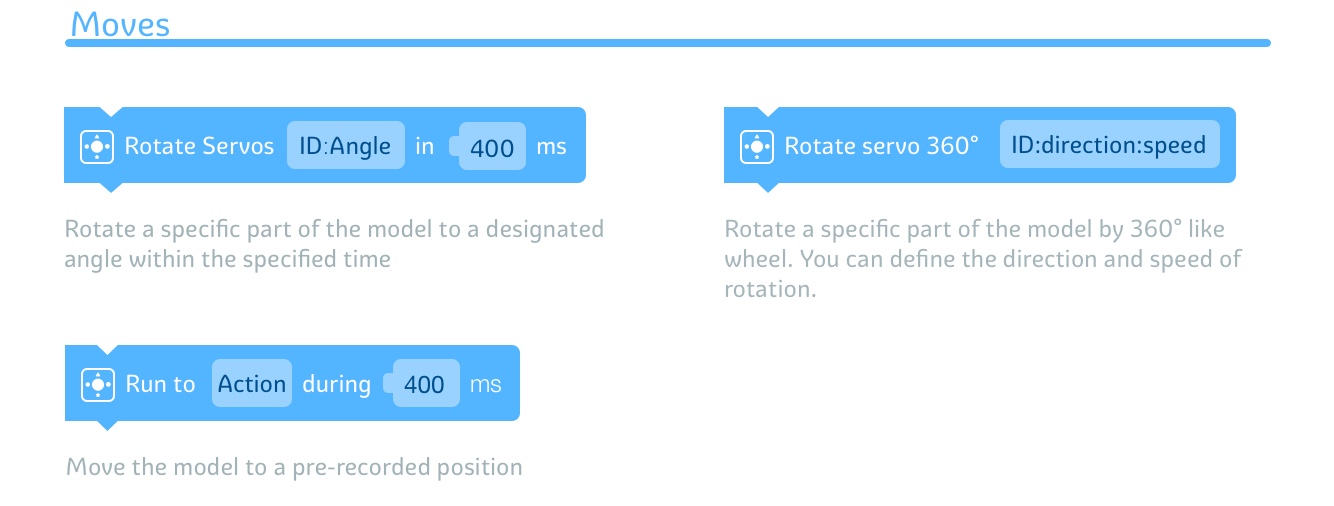 Moves
Rotate Servos ID:Angle in 400 ms
Rotate a specific part of the model to a designated
angle within the specified time
Rotate servo 360° ID:direction:speed
Rotate a specific part of the model by 360° like
wheel. You can define the direction and speed of
rotation.
Run to Action during 400 ms
Move the model to a pre-recorded position